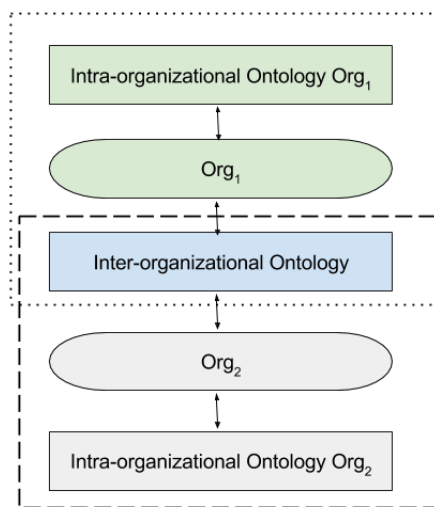 Intra-organizational Ontology Org₁
Org₁
Inter-organizational Ontology
Org₂
Intra-organizational Ontology Org₂